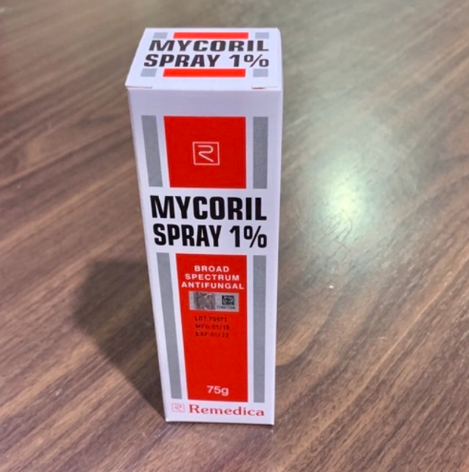 MYCORIL
SPRAY 1%
MYCORIL
SPRAY 1%
BROAD
SPECTRUM
ANTIFUNGAL
75g
Remedica